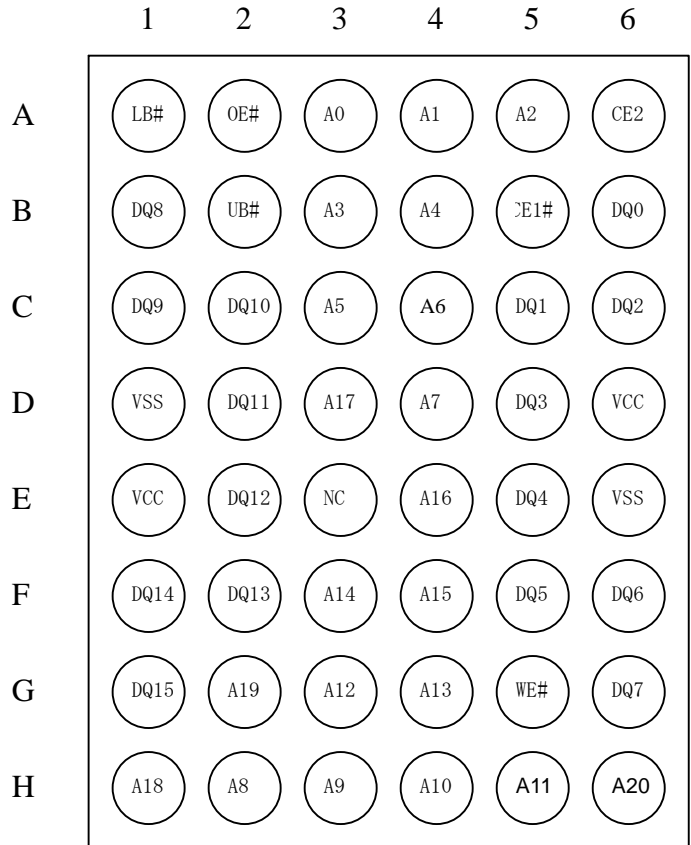 1 2 3 4 5 6
A LB# OE# A0 A1 A2 CE2
B DQ8 UB# A3 A4 CE1# DQ0
C DQ9 DQ10 A5 A6 DQ1 DQ2
D VSS DQ11 A17 A7 DQ3 VCC
E VCC DQ12 NC A16 DQ4 VSS
F DQ14 DQ13 A14 A15 DQ5 DQ6
G DQ15 A19 A12 A13 WE# DQ7
H A18 A8 A9 A10 A11 A20